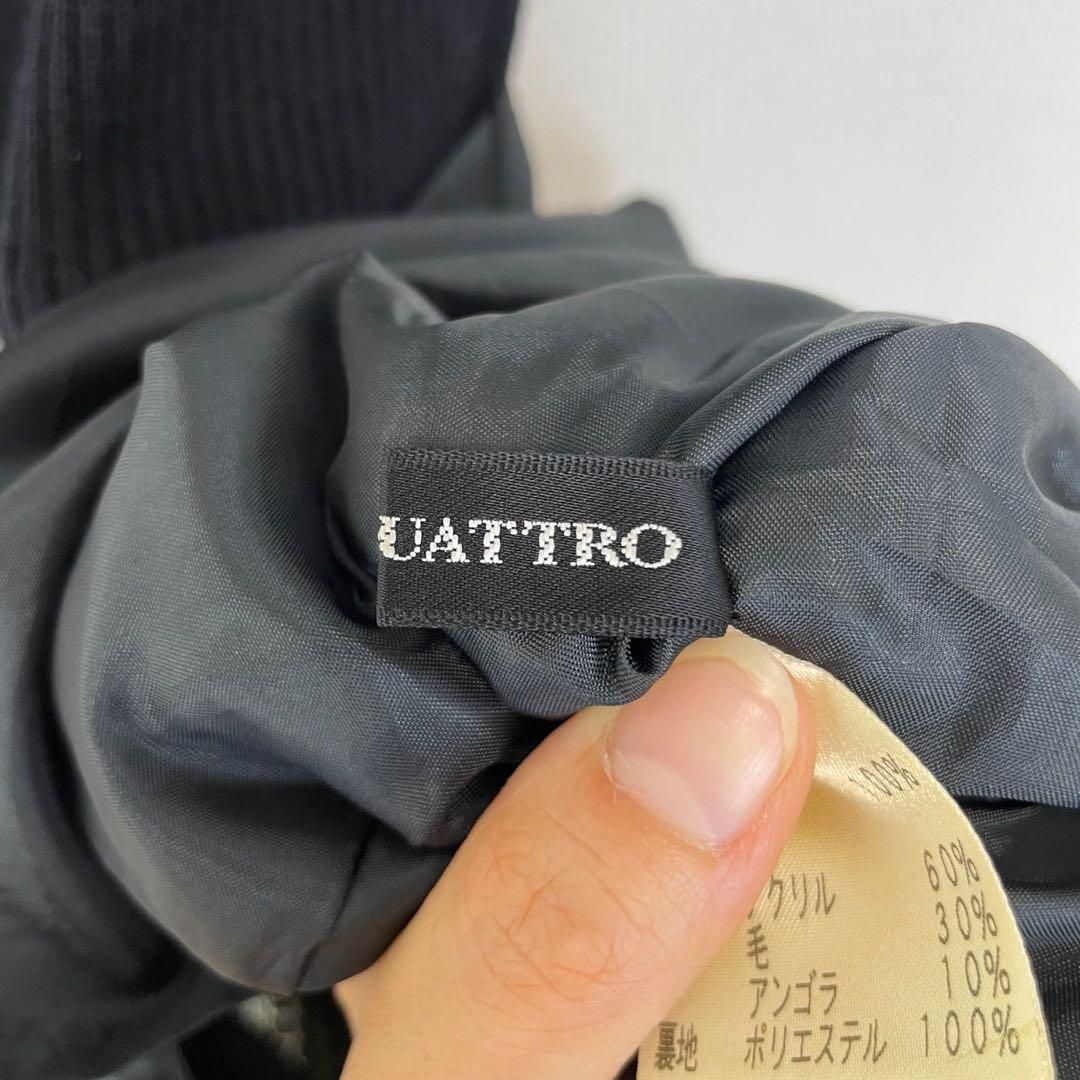 UATTRO
100%
クリル 60%
毛 30%
アンゴラ 10%
裏地 ポリエステル 100%